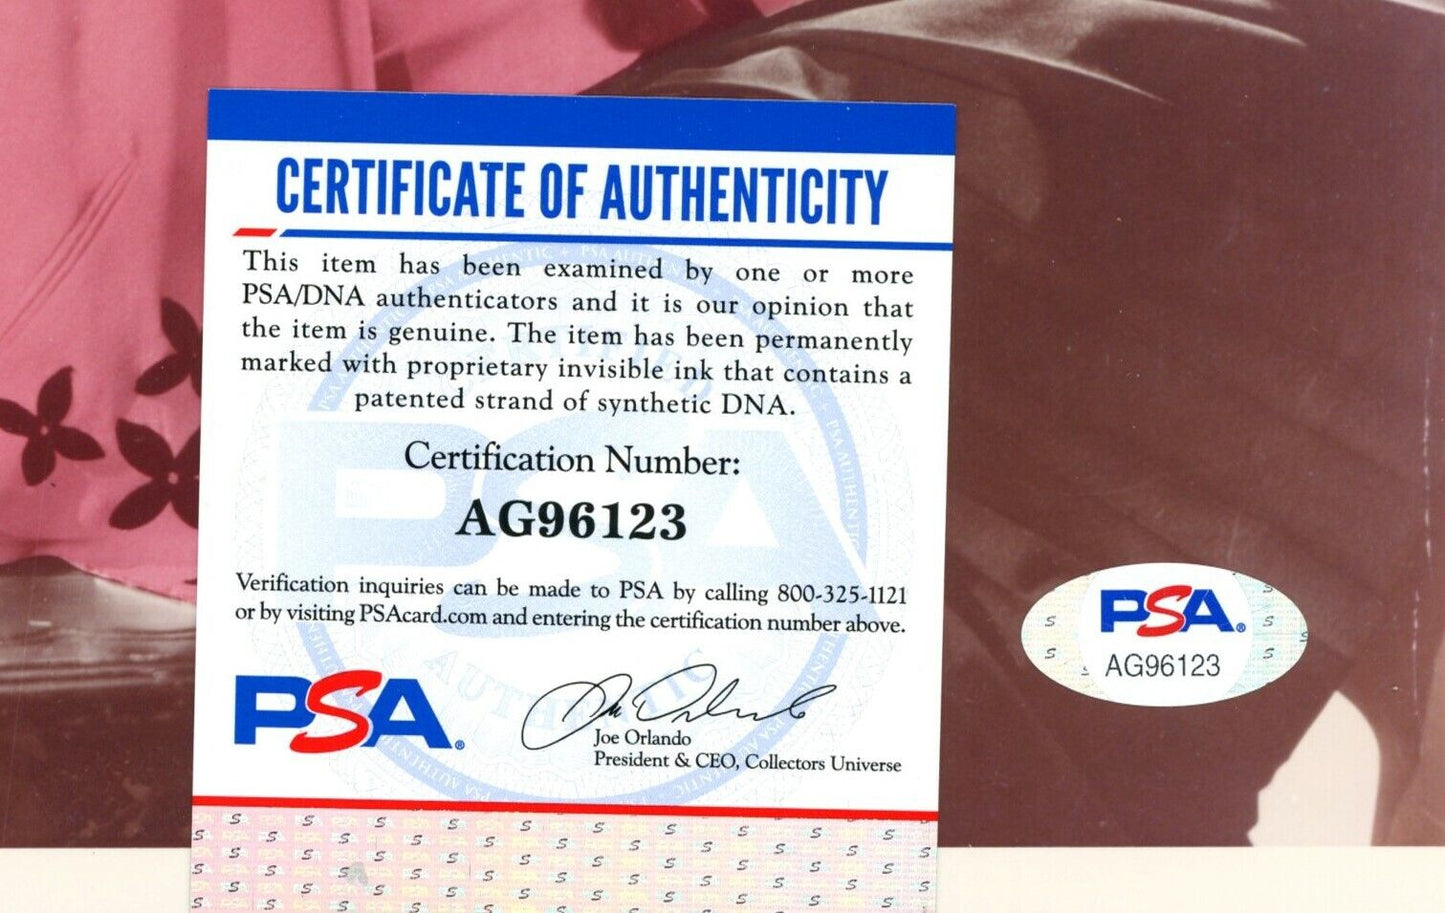 CERTIFICATE OF AUTHENTICITY
This item has been examined by one or more
PSA/DNA authenticators and it is our opinion that
the item is genuine. The item has been permanently
marked with proprietary invisible ink that contains a
patented strand of synthetic DNA.
Certification Number:
AG96123
Verification inquiries can be made to PSA by calling 800-325-1121
or by visiting PSAcard.com and entering the certification number above.
PSA®
Joe Orlando
President & CEO, Collectors Universe
PSA®
AG96123